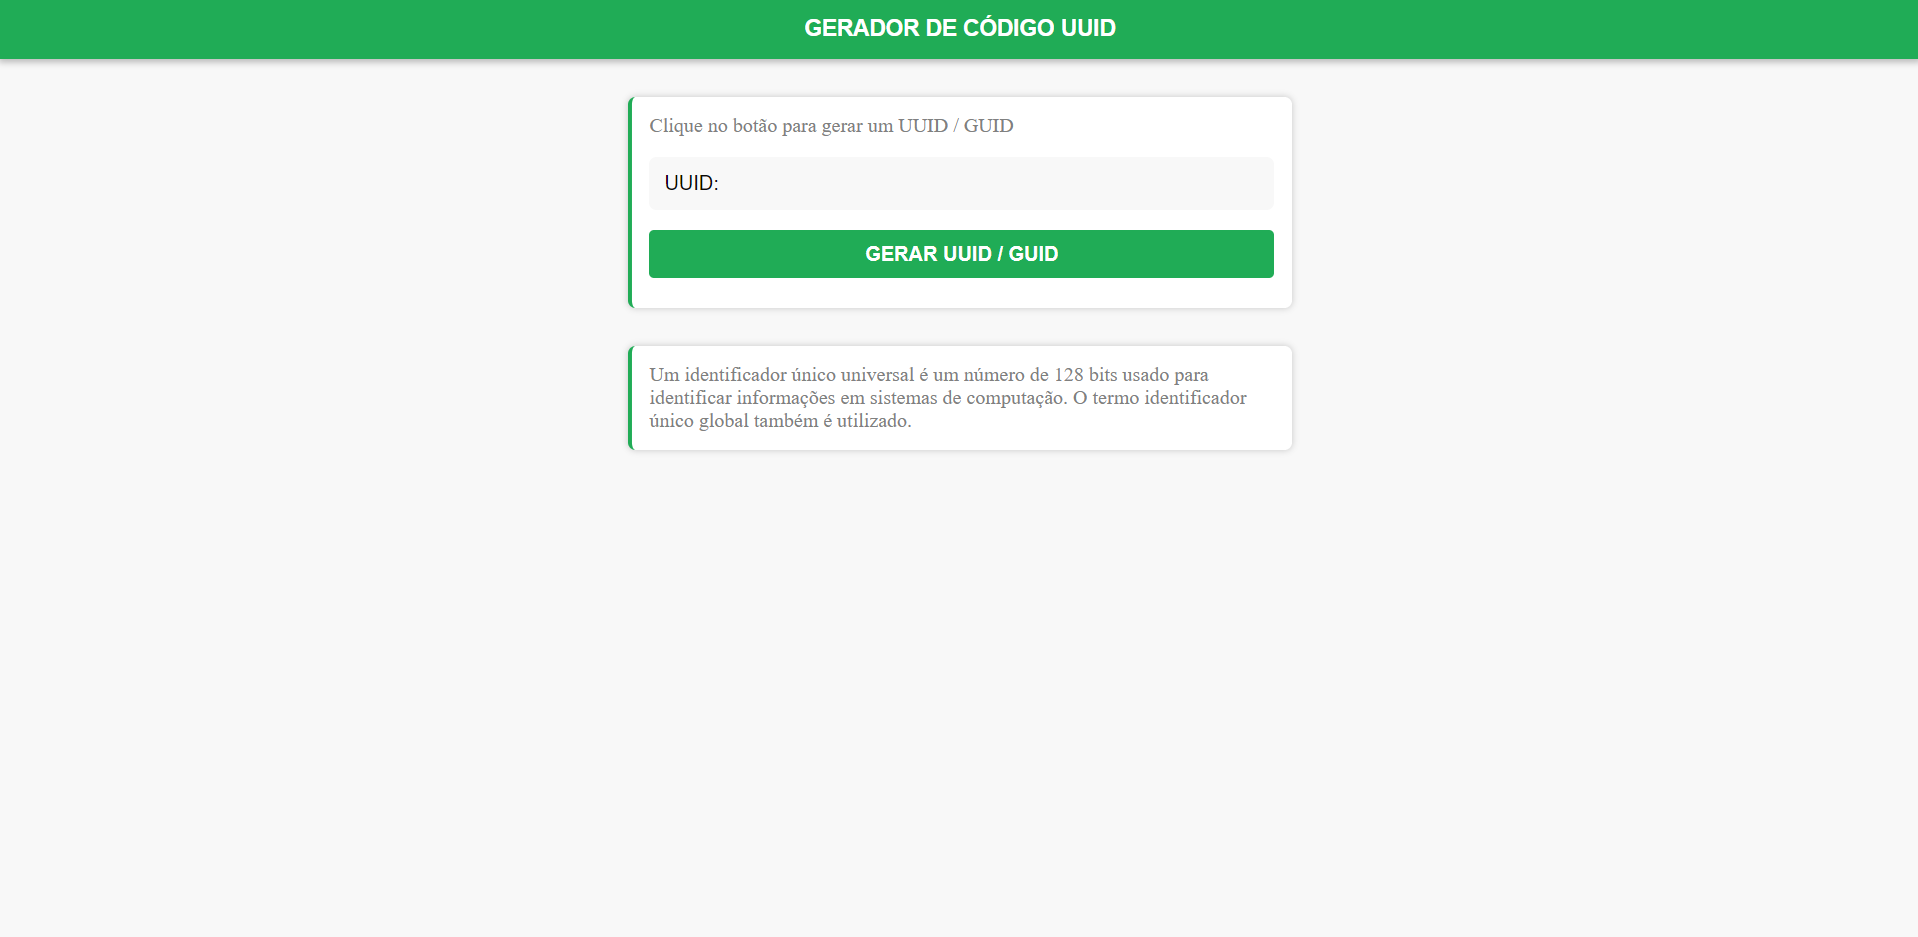 GERADOR DE CÓDIGO UUID
Clique no botão para gerar um UUID / GUID
UUID:
GERAR UUID / GUID
Um identificador único universal é um número de 128 bits usado para
identificar informações em sistemas de computação. O termo identificador
único global também é utilizado.